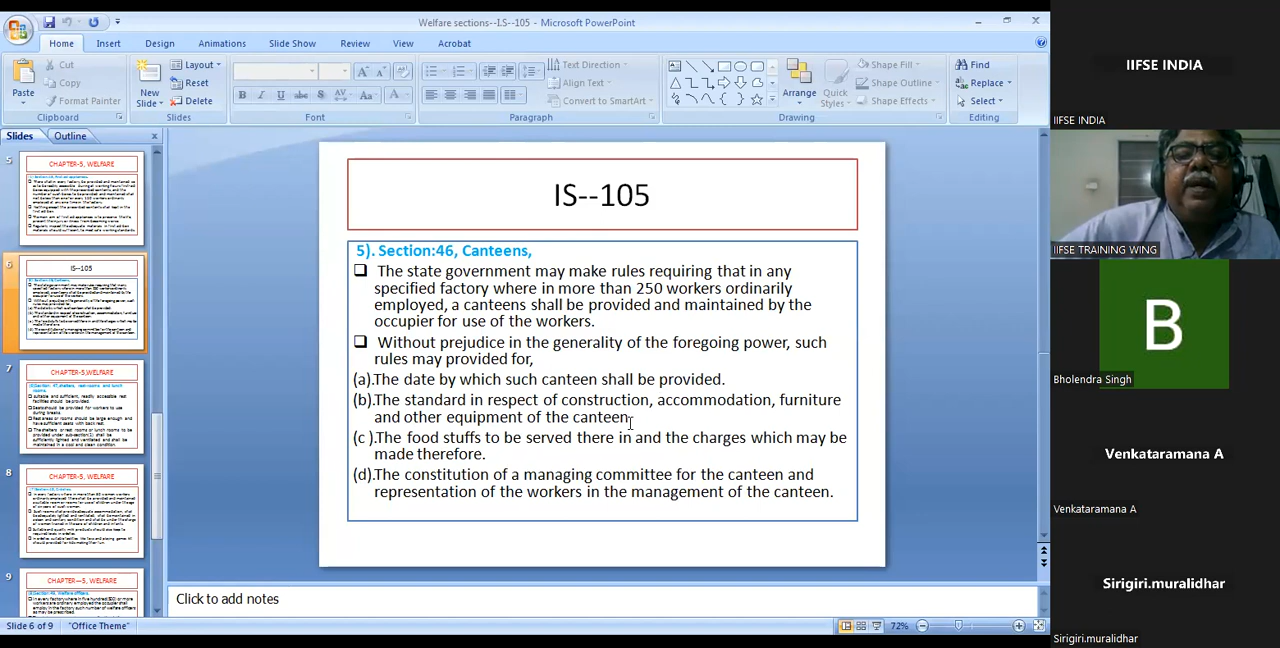 Welfare sections--I.S--105 - Microsoft PowerPoint
Home Insert Design Animations Slide Show Review View Acrobat
Paste
Cut
Copy
Format Painter
Clipboard
New
Slide
Layout
Reset
Delete
Slides
Font
Text Direction
Align Text
Convert to SmartArt
Paragraph
Arrange
Quick
Styles
Shape Fill
Shape Outline
Shape Effects
Drawing
Find
Replace
Select
Editing
Slides Outline
5
CHAPTER-5, WELFARE
6
IS--105
7
CHAPTER-5,WELFARE
8
CHAPTER-5, WELFARE
9
CHAPTER—5, WELFARE
IS--105
5). Section:46, Canteens,
The state government may make rules requiring that in any
specified factory where in more than 250 workers ordinarily
employed, a canteens shall be provided and maintained by the
occupier for use of the workers.
Without prejudice in the generality of the foregoing power, such
rules may provided for,
(a).The date by which such canteen shall be provided.
(b).The standard in respect of construction, accommodation, furniture
and other equipment of the canteen.
(c ).The food stuffs to be served there in and the charges which may be
made therefore.
(d).The constitution of a managing committee for the canteen and
representation of the workers in the management of the canteen.
Click to add notes
Slide 6 of 9 "Office Theme" 72%
IIFSE INDIA
IIFSE INDIA
IIFSE TRAINING WING
B
Bholendra Singh
Venkataramana A
Venkataramana A
Sirigiri.muralidhar
Sirigiri.muralidhar